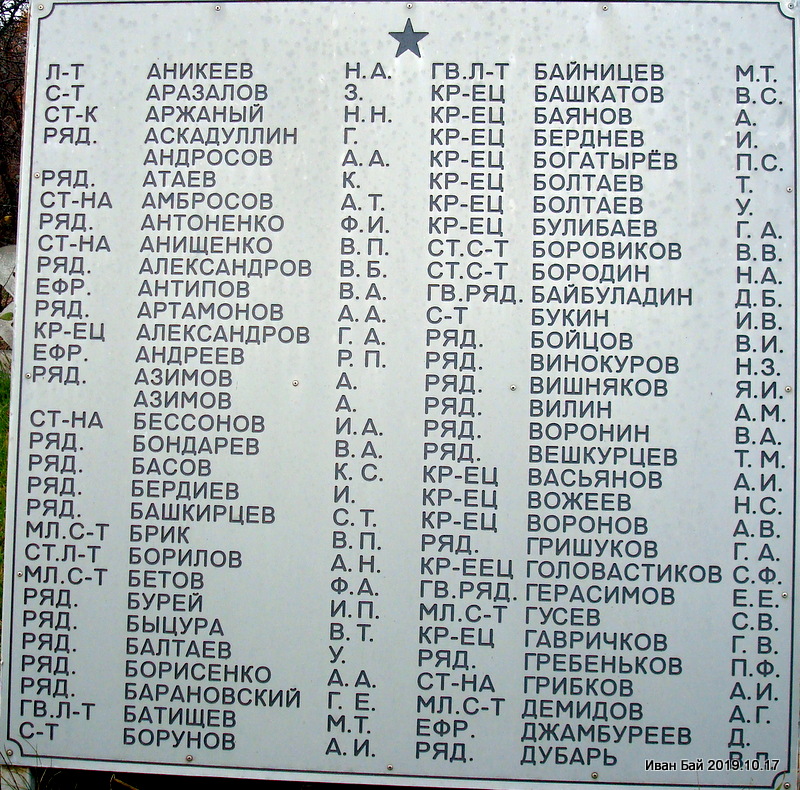 Л-Т АНИКЕЕВ Н.А.
С-Т АРАЗАЛОВ З.
СТ-К АРЖАНЫЙ Н.Н.
РЯД. АСКАДУЛЛИН Г.
АНДРОСОВ А.А.
РЯД. АТАЕВ К.
СТ-НА АМБРОСОВ А.Т.
РЯД. АНТОНЕНКО Ф.И.
СТ-НА АНИЩЕНКО В.П.
РЯД. АЛЕКСАНДРОВ В.Б.
ЕФР. АНТИПОВ В.А.
РЯД. АРТАМОНОВ А.А.
КР-ЕЦ АЛЕКСАНДРОВ Г.А.
ЕФР. АНДРЕЕВ Р.П.
РЯД. АЗИМОВ А.
АЗИМОВ А.
СТ-НА БЕССОНОВ И.А.
РЯД. БОНДАРЕВ В.А.
РЯД. БАСОВ К.С.
РЯД. БЕРДИЕВ И.
РЯД. БАШКИРЦЕВ С.Т.
МЛ.С-Т БРИК В.П.
СТ.Л-Т БОРИЛОВ А.Н.
МЛ.С-Т БЕТОВ Ф.А.
РЯД. БУРЕЙ И.П.
РЯД. БЫЦУРА В.Т.
РЯД. БАЛТАЕВ У.
РЯД. БОРИСЕНКО А.А.
РЯД. БАРАНОВСКИЙ Г.Е.
ГВ.Л-Т БАТИЩЕВ М.Т.
С-Т БОРУНОВ А.И.
ГВ.Л-Т БАЙНИЦЕВ М.Т.
КР-ЕЦ БАШКАТОВ В.С.
КР-ЕЦ БАЯНОВ А.
КР-ЕЦ БЕРДНЕВ И.
КР-ЕЦ БОГАТЫРЁВ П.С.
КР-ЕЦ БОЛТАЕВ Т.
КР-ЕЦ БОЛТАЕВ У.
КР-ЕЦ БУЛИБАЕВ Г.А.
СТ.С-Т БОРОВИКОВ В.В.
СТ.С-Т БОРОДИН Н.А.
ГВ.РЯД. БАЙБУЛАДИН Д.Б.
С-Т БУКИН И.В.
РЯД. БОЙЦОВ В.И.
РЯД. ВИНОКУРОВ Н.З.
РЯД. ВИШНЯКОВ Я.И.
РЯД. ВИЛИН А.М.
РЯД. ВОРОНИН В.А.
РЯД. ВЕШКУРЦЕВ Т.М.
КР-ЕЦ ВАСЬЯНОВ А.И.
КР-ЕЦ ВОЖЕЕВ Н.С.
КР-ЕЦ ВОРОНОВ А.В.
РЯД. ГРИШУКОВ Г.А.
КР-ЕЕЦ ГОЛОВАСТИКОВ С.Ф.
ГВ.РЯД. ГЕРАСИМОВ Е.Е.
МЛ.С-Т ГУСЕВ С.В.
КР-ЕЦ ГАВРИЧКОВ Г.В.
РЯД. ГРЕБЕНЬКОВ П.Ф.
СТ-НА ГРИБКОВ А.И.
МЛ.С-Т ДЕМИДОВ А.Г.
ЕФР. ДЖАМБУРЕЕВ Д.
РЯД. ДУБАРЬ
Иван Бай 2019.10.17